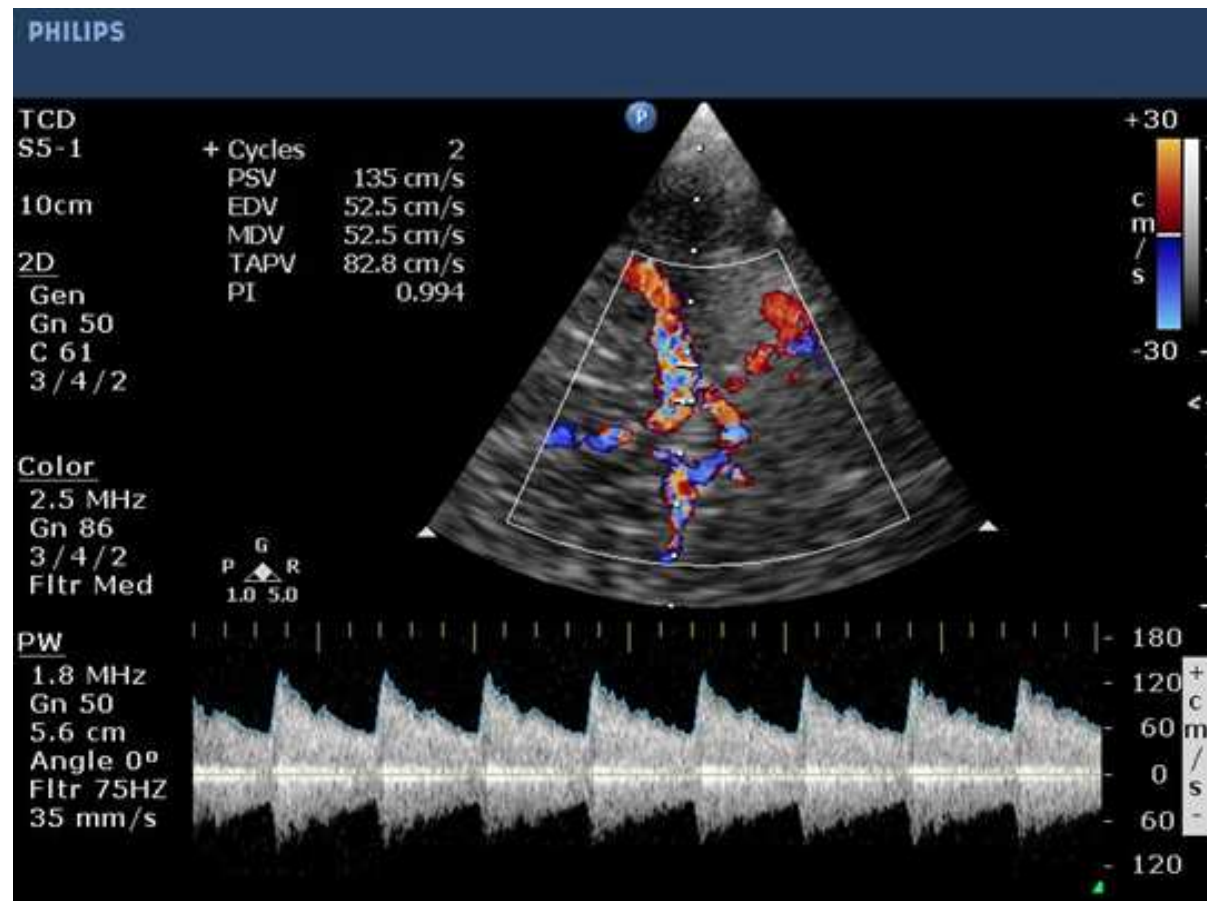 PHILIPS
TCD
S5-1
10cm
2D
Gen
Gn 50
C 61
3/4/2
Color
2.5 MHz
Gn 86
3/4/2
Fltr Med
PW
1.8 MHz
Gn 50
5.6 cm
Angle 0º
Fltr 75HZ
35 mm/s
+ Cycles 2
PSV 135 cm/s
EDV 52.5 cm/s
MDV 52.5 cm/s
TAPV 82.8 cm/s
PI 0.994
P
G
P R
1.0 5.0
+30
c
m
/
s
-30
<
180
120
60
0
60
120
+
c
m
/
s
-